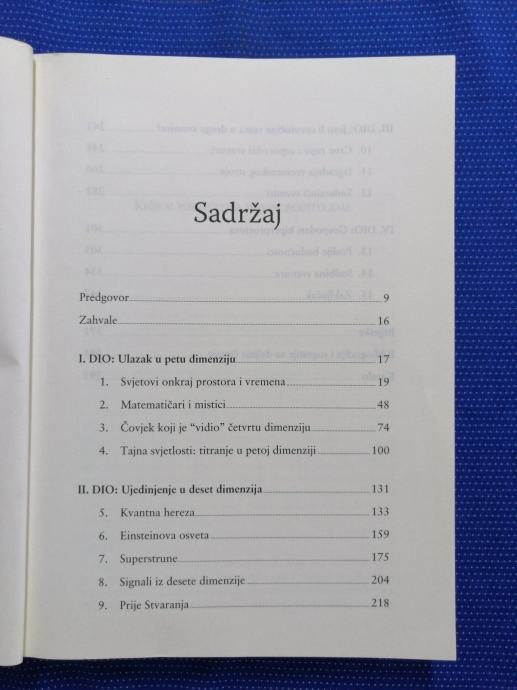 Sadržaj
Predgovor 9
Zahvale 16
I. DIO: Ulazak u petu dimenziju 17
1. Svjetovi onkraj prostora i vremena 19
2. Matematičari i mistici 48
3. Čovjek koji je “vidio” četvrtu dimenziju 74
4. Tajna svjetlosti: titranje u petoj dimenziji 100
II. DIO: Ujedinjenje u deset dimenzija 131
5. Kvantna hereza 133
6. Einsteinova osveta 159
7. Superstrune 175
8. Signali iz desete dimenzije 204
9. Prije Stvaranja 218